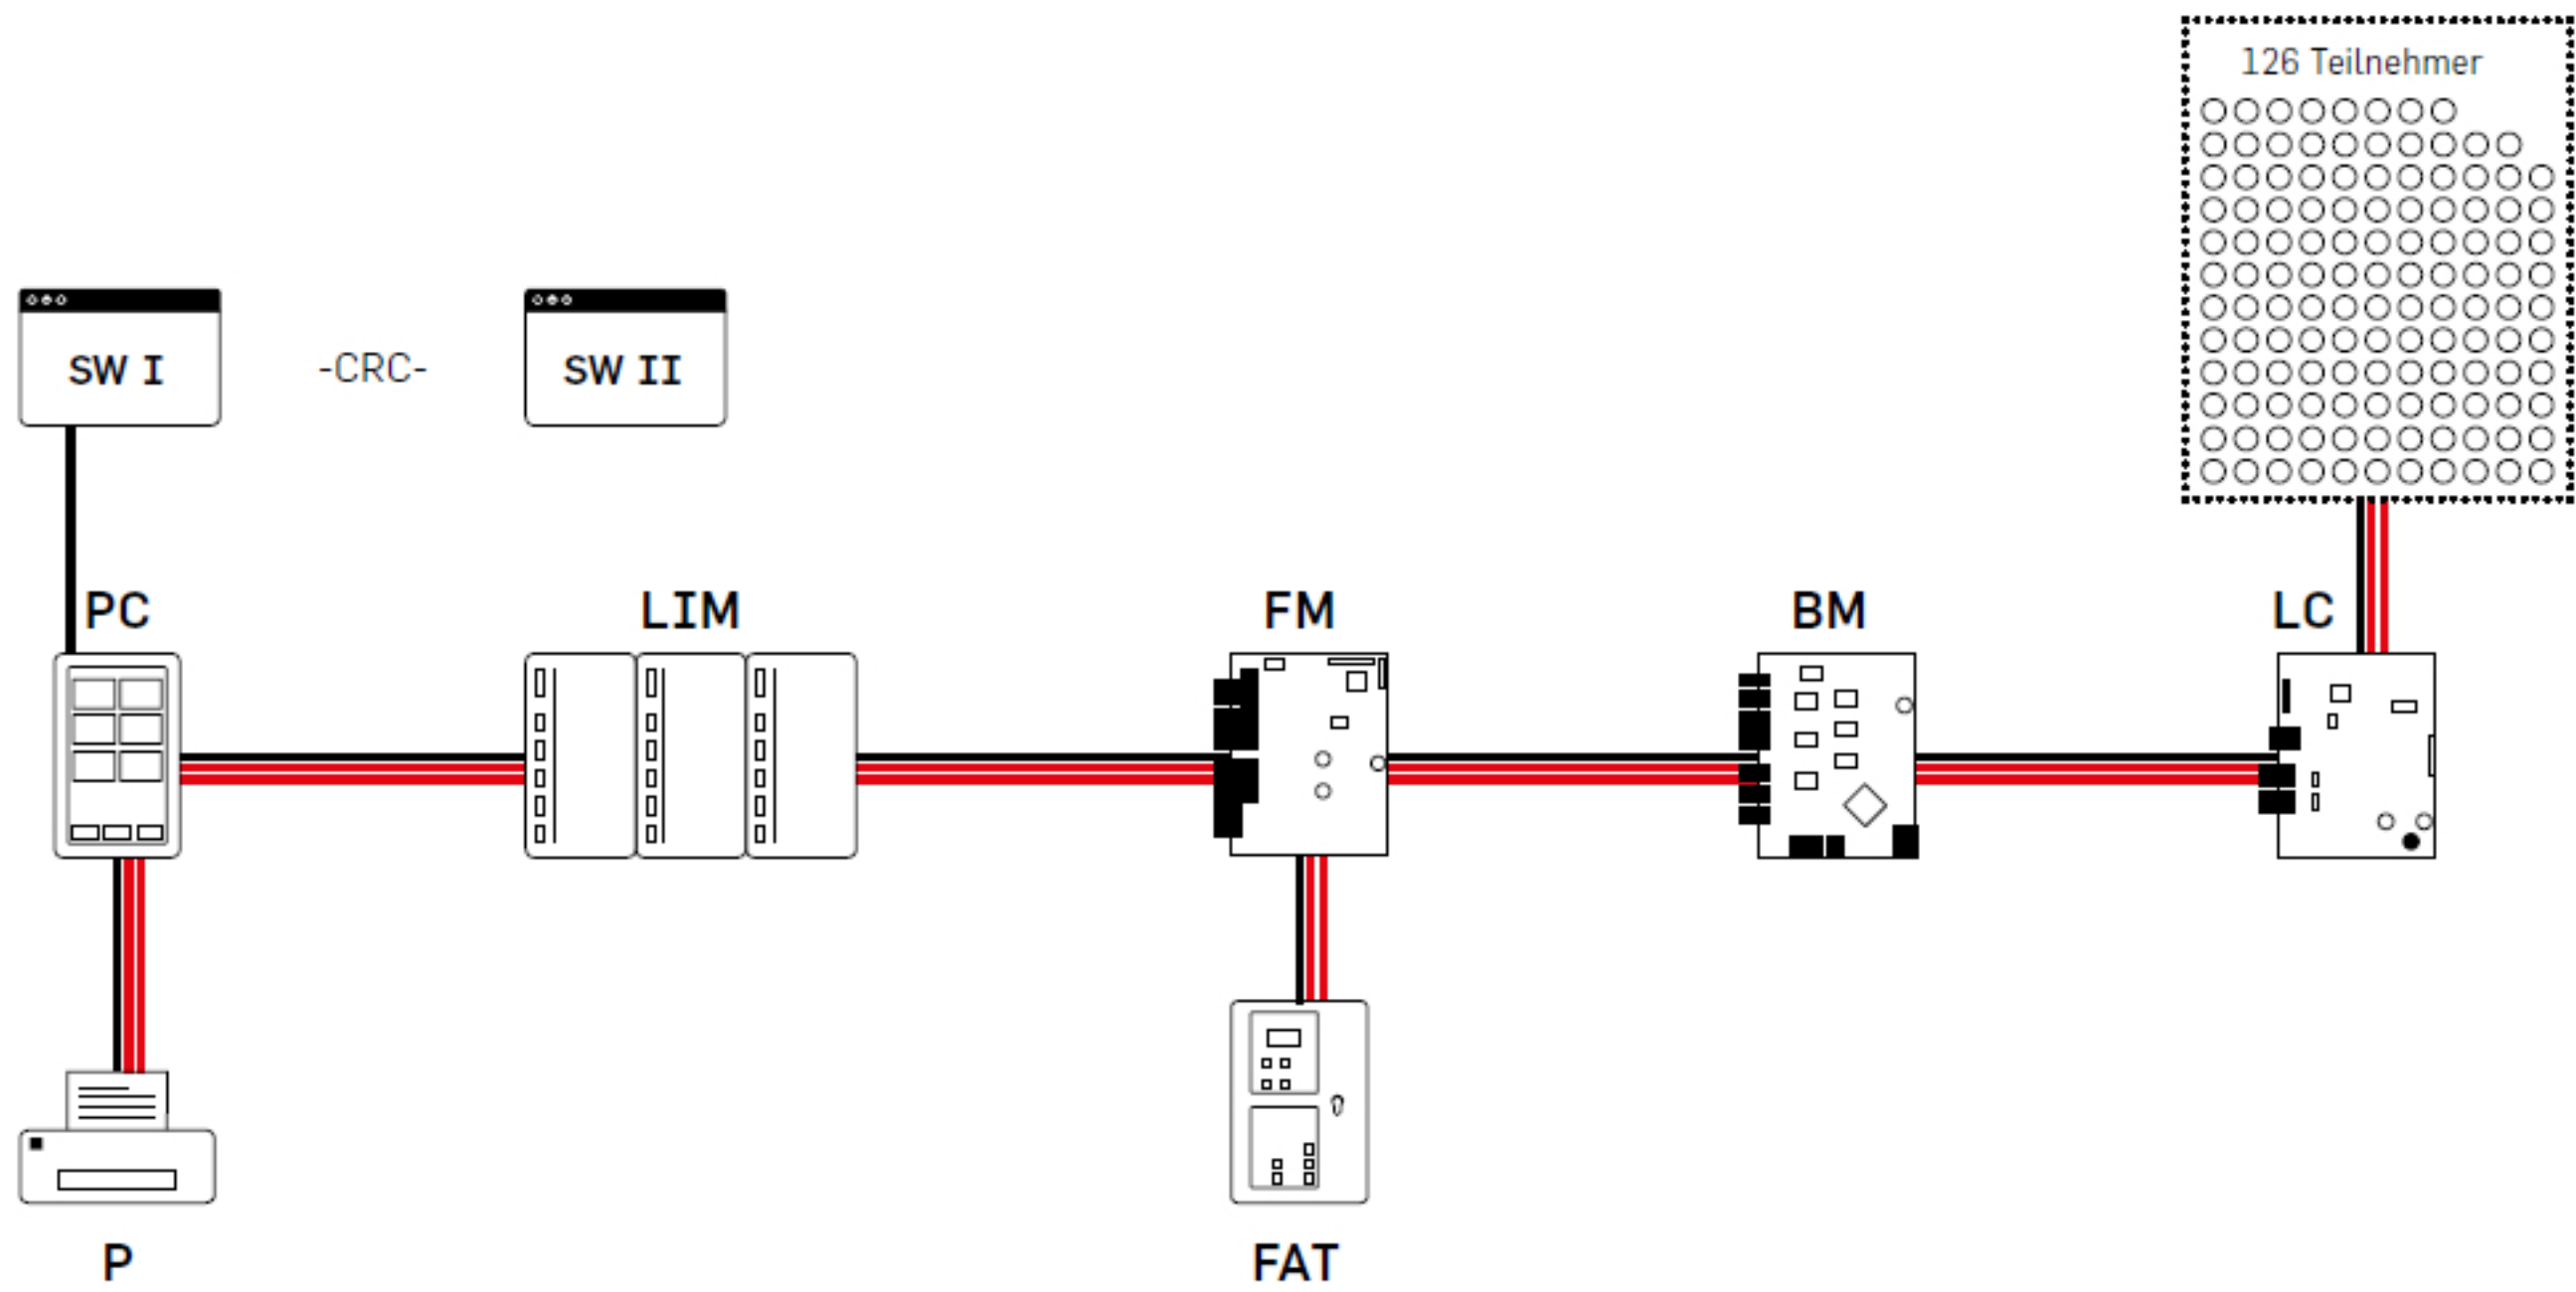 126 Teilnehmer
SW I
-CRC-
SW II
PC
LIM
FM
BM
LC
P
FAT